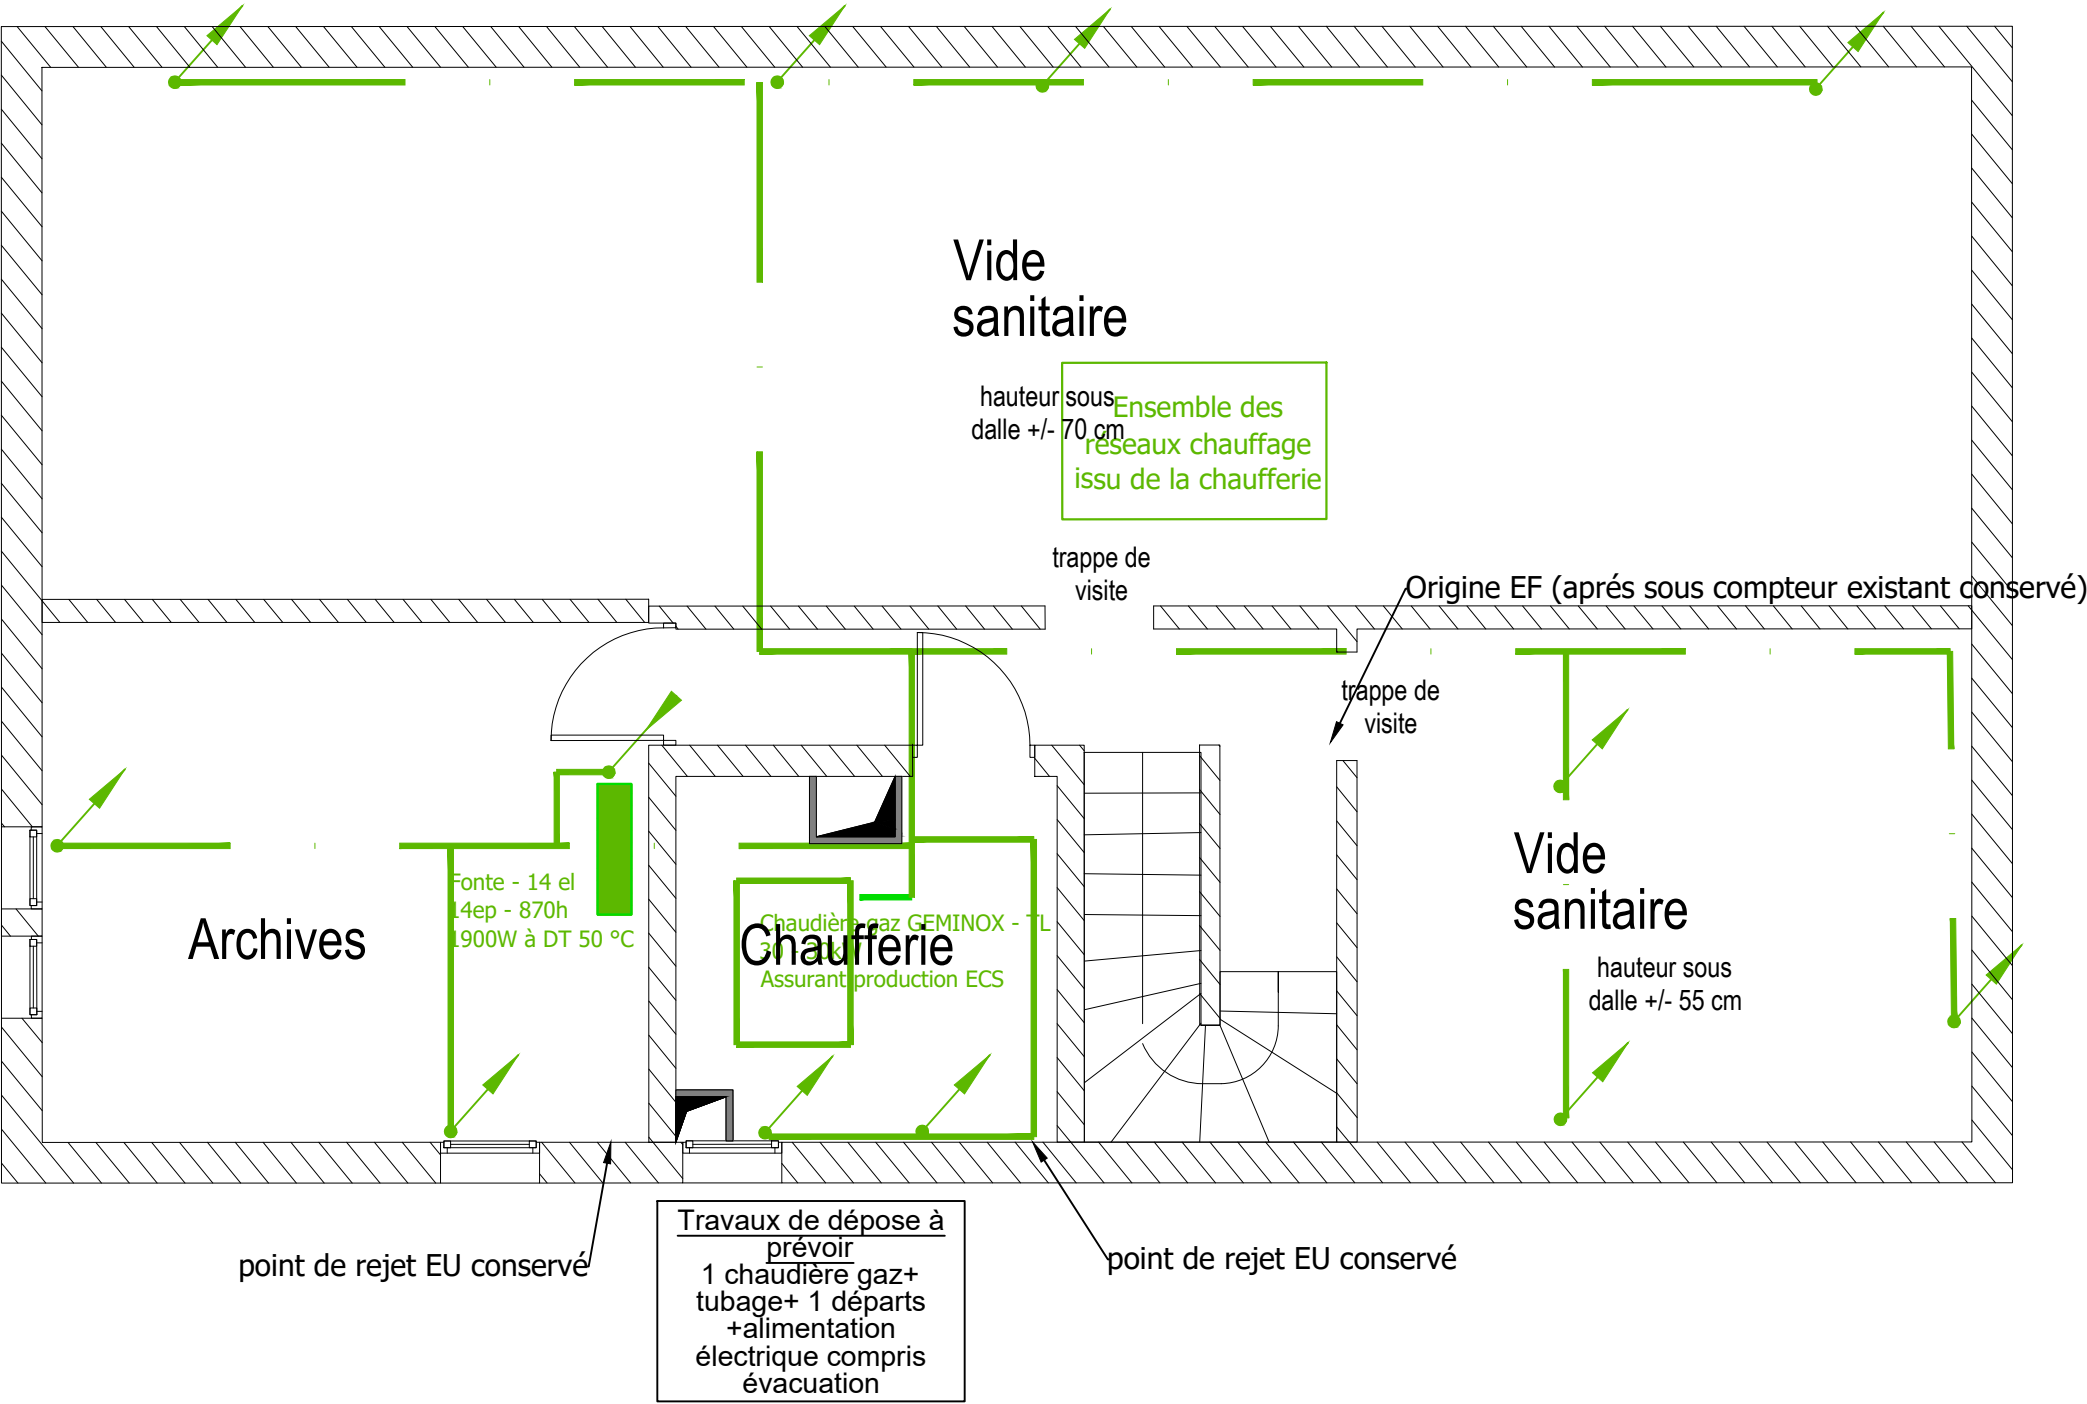 Vide
sanitaire
hauteur sous
dalle +/- 70 cm
Ensemble des
réseaux chauffage
issu de la chaufferie
trappe de
visite
Origine EF (aprés sous compteur existant conservé)
trappe de
visite
Fonte - 14 el
14ep - 870h
1900W à DT 50 °C
Archives
Chaudière gaz GEMINOX - TL
30 - 30kW
Assurant production ECS
Chaufferie
Vide
sanitaire
hauteur sous
dalle +/- 55 cm
point de rejet EU conservé
Travaux de dépose à
prévoir
1 chaudière gaz+
tubage+ 1 départs
+alimentation
électrique compris
évacuation
point de rejet EU conservé